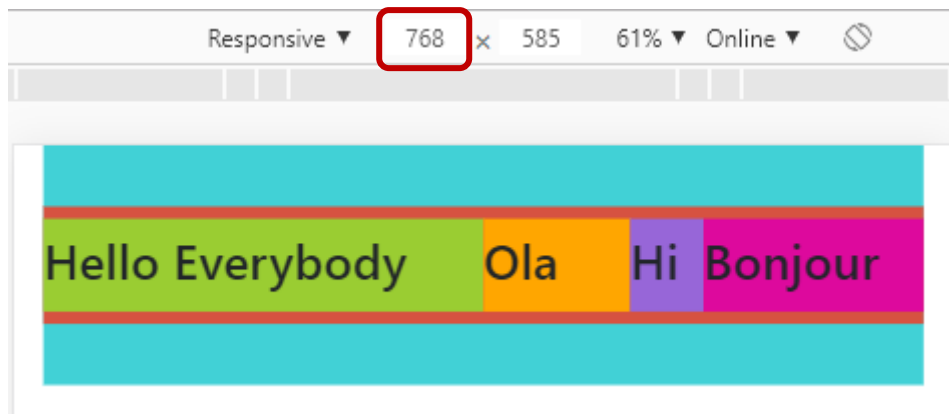 Responsive ▼ 768 × 585 61% ▼ Online ▼
Hello Everybody Ola Hi Bonjour